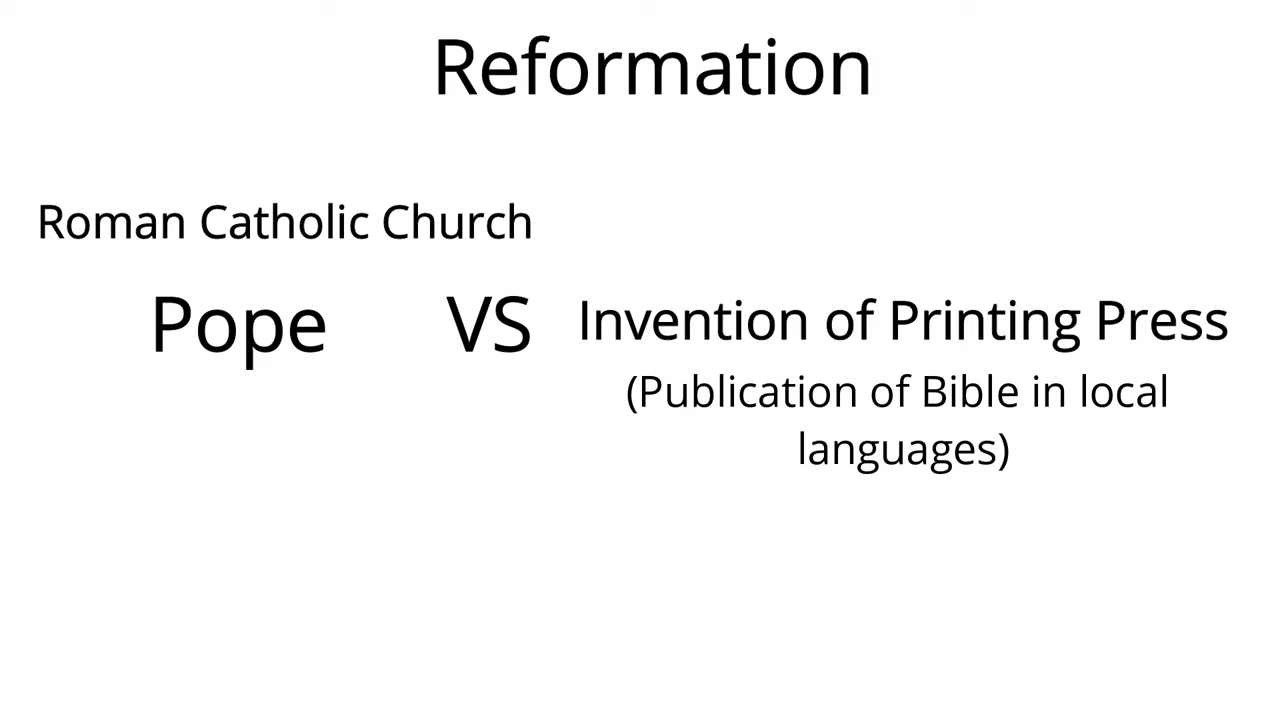 Reformation
Roman Catholic Church
Pope VS Invention of Printing Press
(Publication of Bible in local
languages)